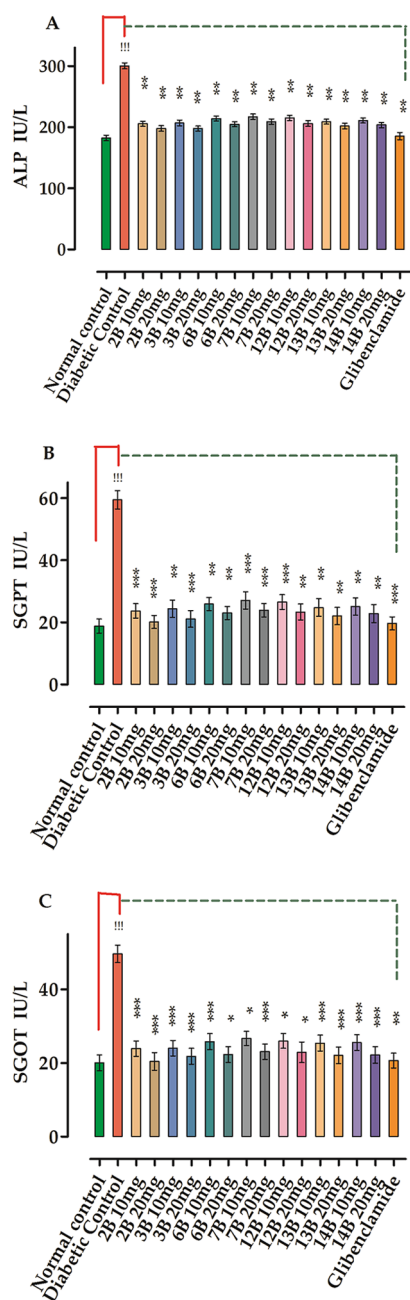 A
!!!
** ** ** ** ** ** ** ** ** ** ** ** ** ** **
ALP IU/L
300
200
100
0
Normal control
Diabetic Control
2B 10mg
2B 20mg
3B 10mg
3B 20mg
6B 10mg
6B 20mg
7B 10mg
7B 20mg
12B 10mg
12B 20mg
13B 10mg
13B 20mg
14B 10mg
14B 20mg
Glibenclamide
B
!!!
*** *** ** *** ** ** *** *** *** ** ** ** ** ** ***
SGPT IU/L
60
40
20
0
Normal control
Diabetic Control
2B 10mg
2B 20mg
3B 10mg
3B 20mg
6B 10mg
6B 20mg
7B 10mg
7B 20mg
12B 10mg
12B 20mg
13B 10mg
13B 20mg
14B 10mg
14B 20mg
Glibenclamide
C
!!!
*** *** *** *** *** * * *** * * *** *** *** *** **
SGOT IU/L
40
20
0
Normal control
Diabetic Control
2B 10mg
2B 20mg
3B 10mg
3B 20mg
6B 10mg
6B 20mg
7B 10mg
7B 20mg
12B 10mg
12B 20mg
13B 10mg
13B 20mg
14B 10mg
14B 20mg
Glibenclamide